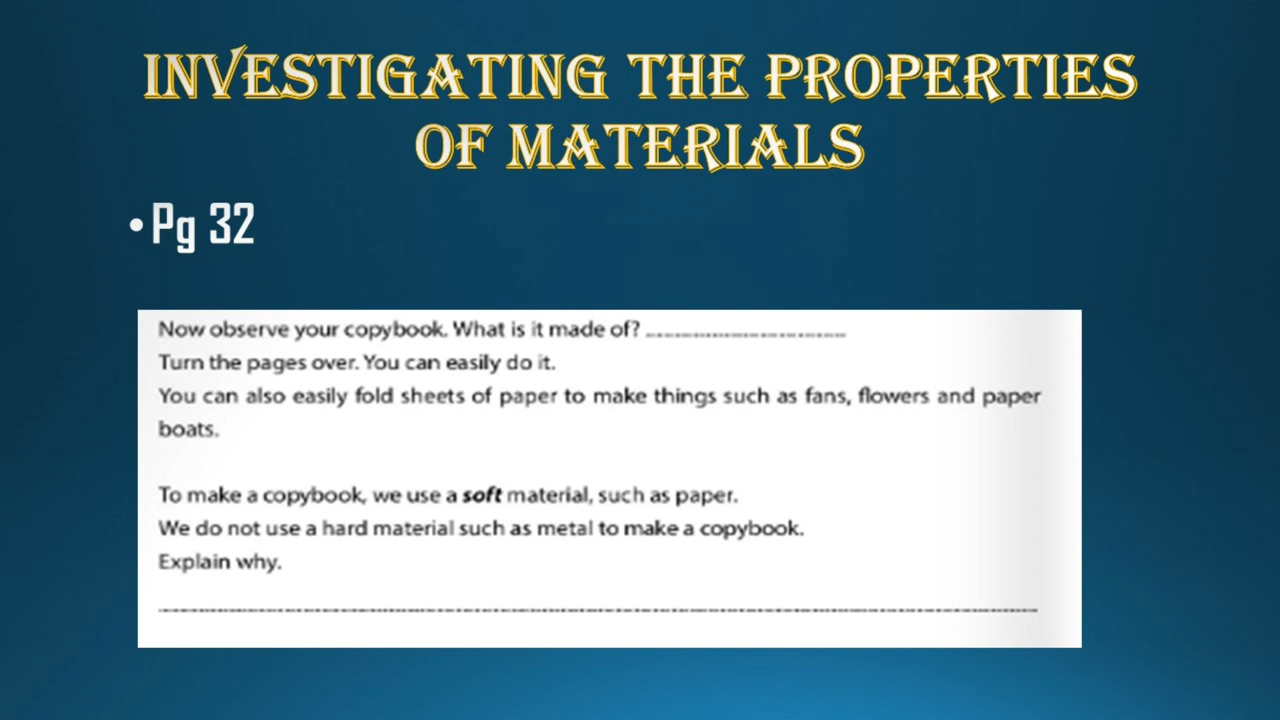 INVESTIGATING THE PROPERTIES
OF MATERIALS
• Pg 32
Now observe your copybook. What is it made of? ........................................
Turn the pages over. You can easily do it.
You can also easily fold sheets of paper to make things such as fans, flowers and paper
boats.
To make a copybook, we use a soft material, such as paper.
We do not use a hard material such as metal to make a copybook.
Explain why.
................................................................................